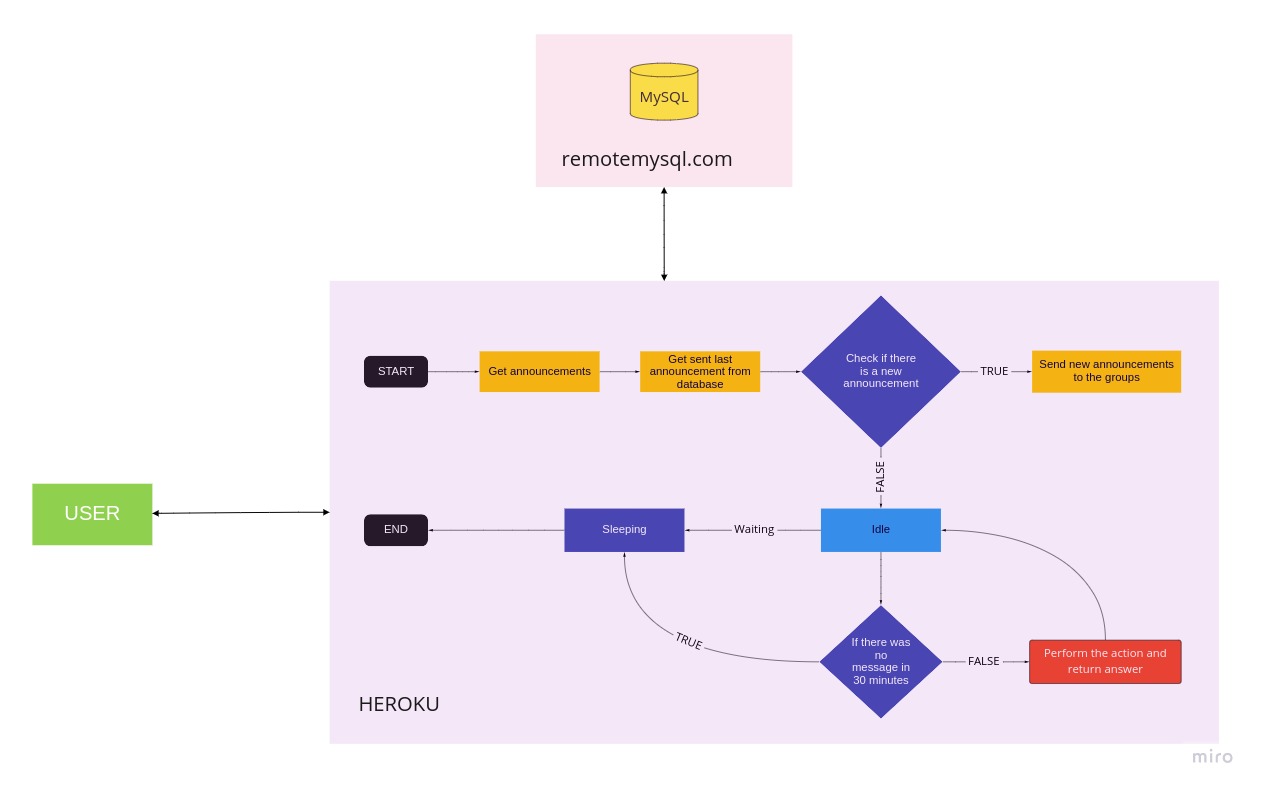 MySQL
remotemysql.com
START
Get announcements
Get sent last
announcement from
database
Check if there
is a new
announcement
TRUE
Send new announcements
to the groups
FALSE
USER
END
Sleeping
Waiting
Idle
TRUE
If there was
no
message in
30 minutes
FALSE
Perform the action and
return answer
HEROKU
miro